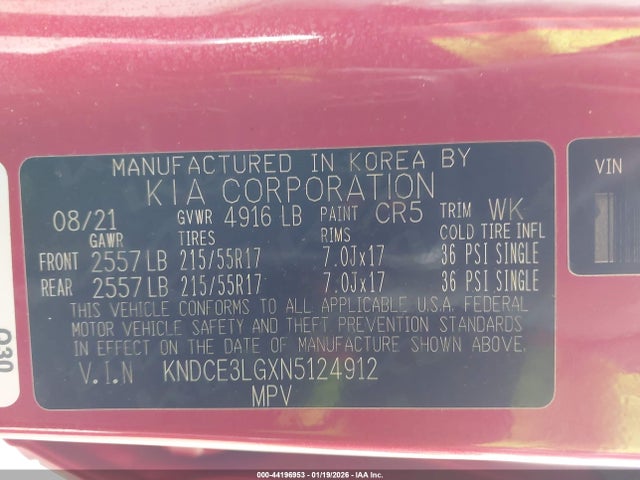 MANUFACTURED IN KOREA BY
KIA CORPORATION
08/21 GVWR 4916 LB PAINT CR5 TRIM WK
GAWR TIRES RIMS COLD TIRE INFL
FRONT 2557 LB 215/55R17 7.0Jx17 36 PSI SINGLE
REAR 2557 LB 215/55R17 7.0Jx17 36 PSI SINGLE
THIS VEHICLE CONFORMS TO ALL APPLICABLE U.S.A. FEDERAL
MOTOR VEHICLE SAFETY AND THEFT PREVENTION STANDARDS
IN EFFECT ON THE DATE OF MANUFACTURE SHOWN ABOVE.
V.I.N KNDCE3LGXN5124912
MPV
VIN
O30
000-44196953 - 01/19/2026 - IAA Inc.